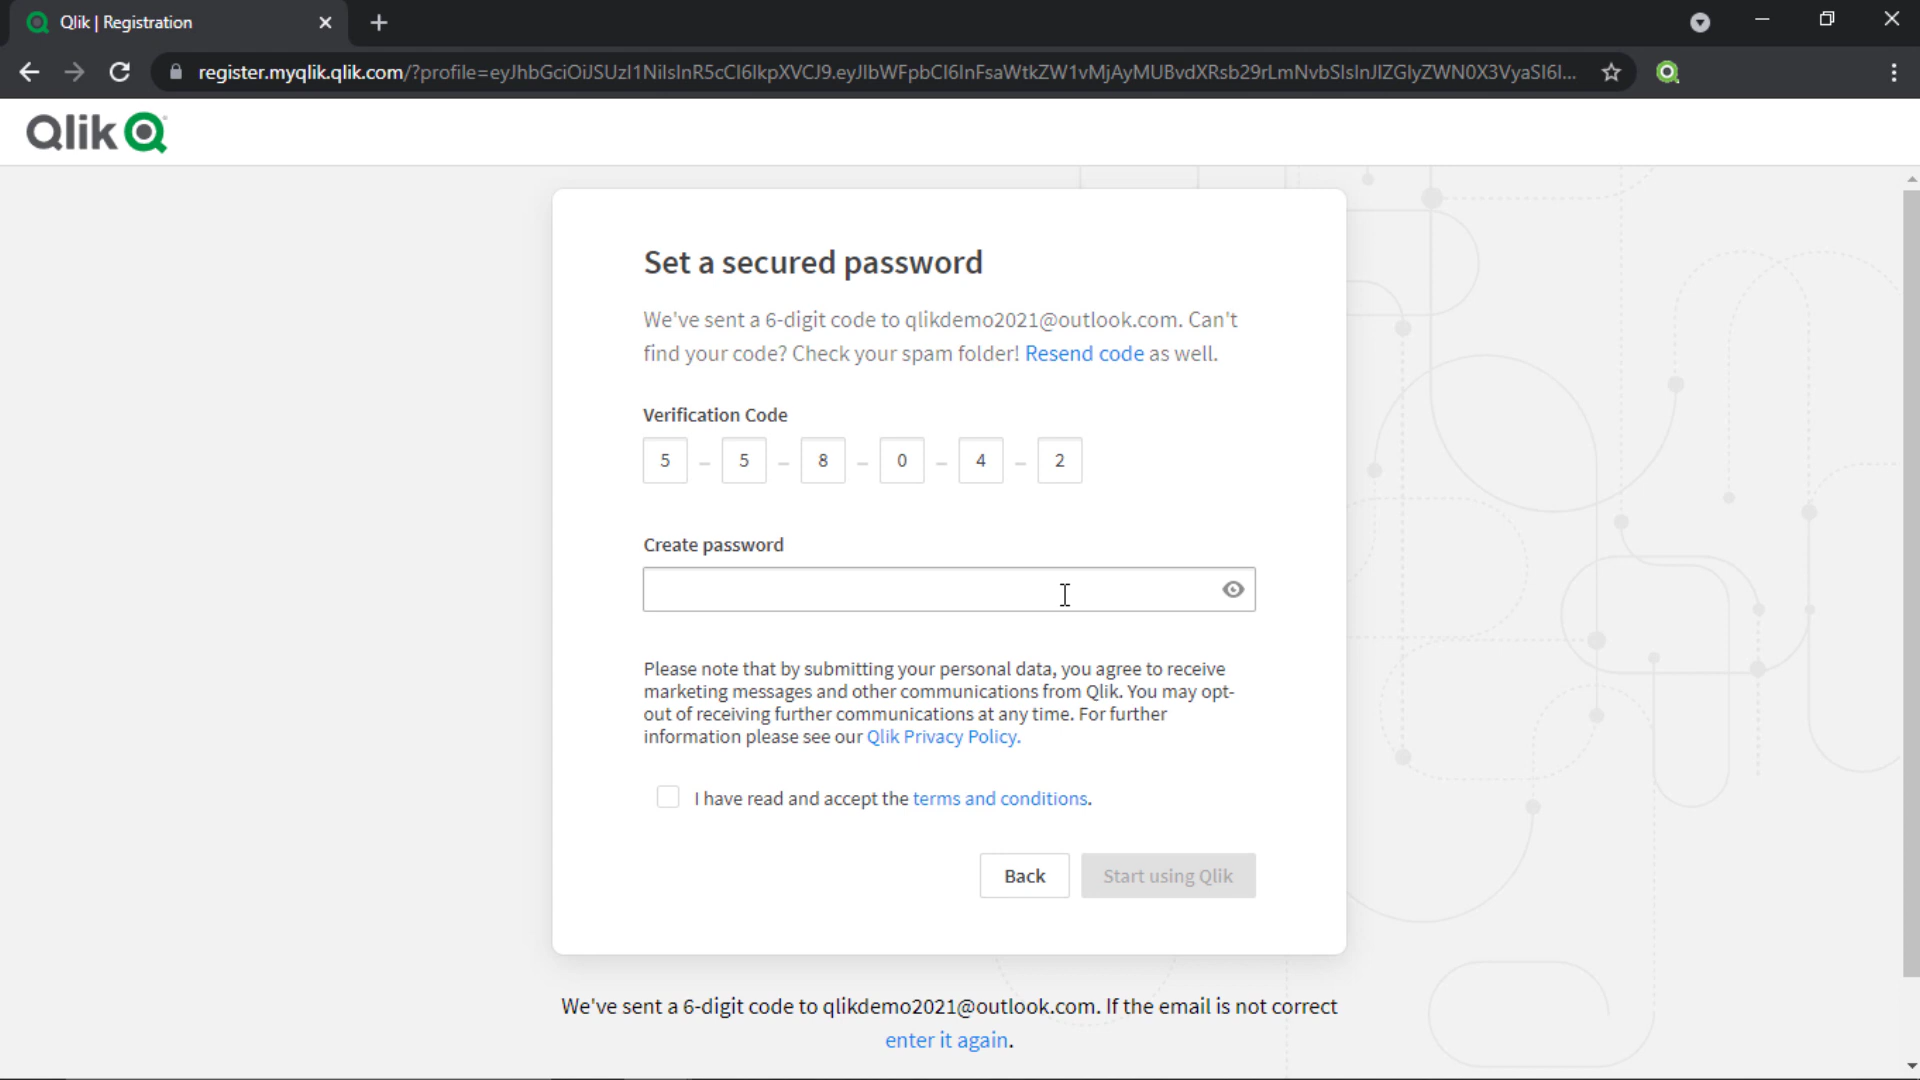 Qlik | Registration
register.myqlik.qlik.com
Qlik
Set a secured password
We've sent a 6-digit code to qlikdemo2021@outlook.com. Can't
find your code? Check your spam folder! Resend code as well.
Verification Code
5 – 5 – 8 – 0 – 4 – 2
Create password
Please note that by submitting your personal data, you agree to receive
marketing messages and other communications from Qlik. You may opt-
out of receiving further communications at any time. For further
information please see our Qlik Privacy Policy.
I have read and accept the terms and conditions.
Back Start using Qlik
We've sent a 6-digit code to qlikdemo2021@outlook.com. If the email is not correct
enter it again.